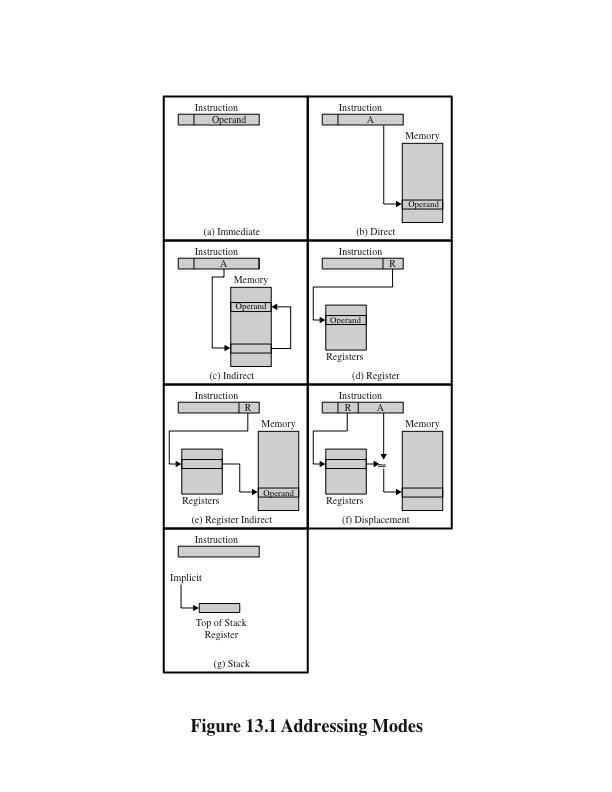 Instruction
Operand
(a) Immediate
Instruction
A
Memory
Operand
(b) Direct
Instruction
A
Memory
Operand
(c) Indirect
Instruction
R
Operand
Registers
(d) Register
Instruction
R
Memory
Operand
Registers
(e) Register Indirect
Instruction
R A
Memory
Registers
(f) Displacement
Instruction
Implicit
Top of Stack
Register
(g) Stack
Figure 13.1 Addressing Modes